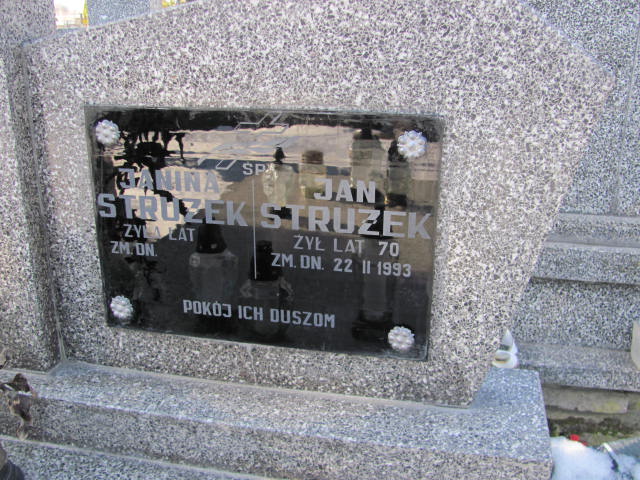 ŚP.
JANINA
STRUŻEK
ŻYŁA LAT
ZM. DN.
JAN
STRUŻEK
ŻYŁ LAT 70
ZM. DN. 22 II 1993
POKÓJ ICH DUSZOM